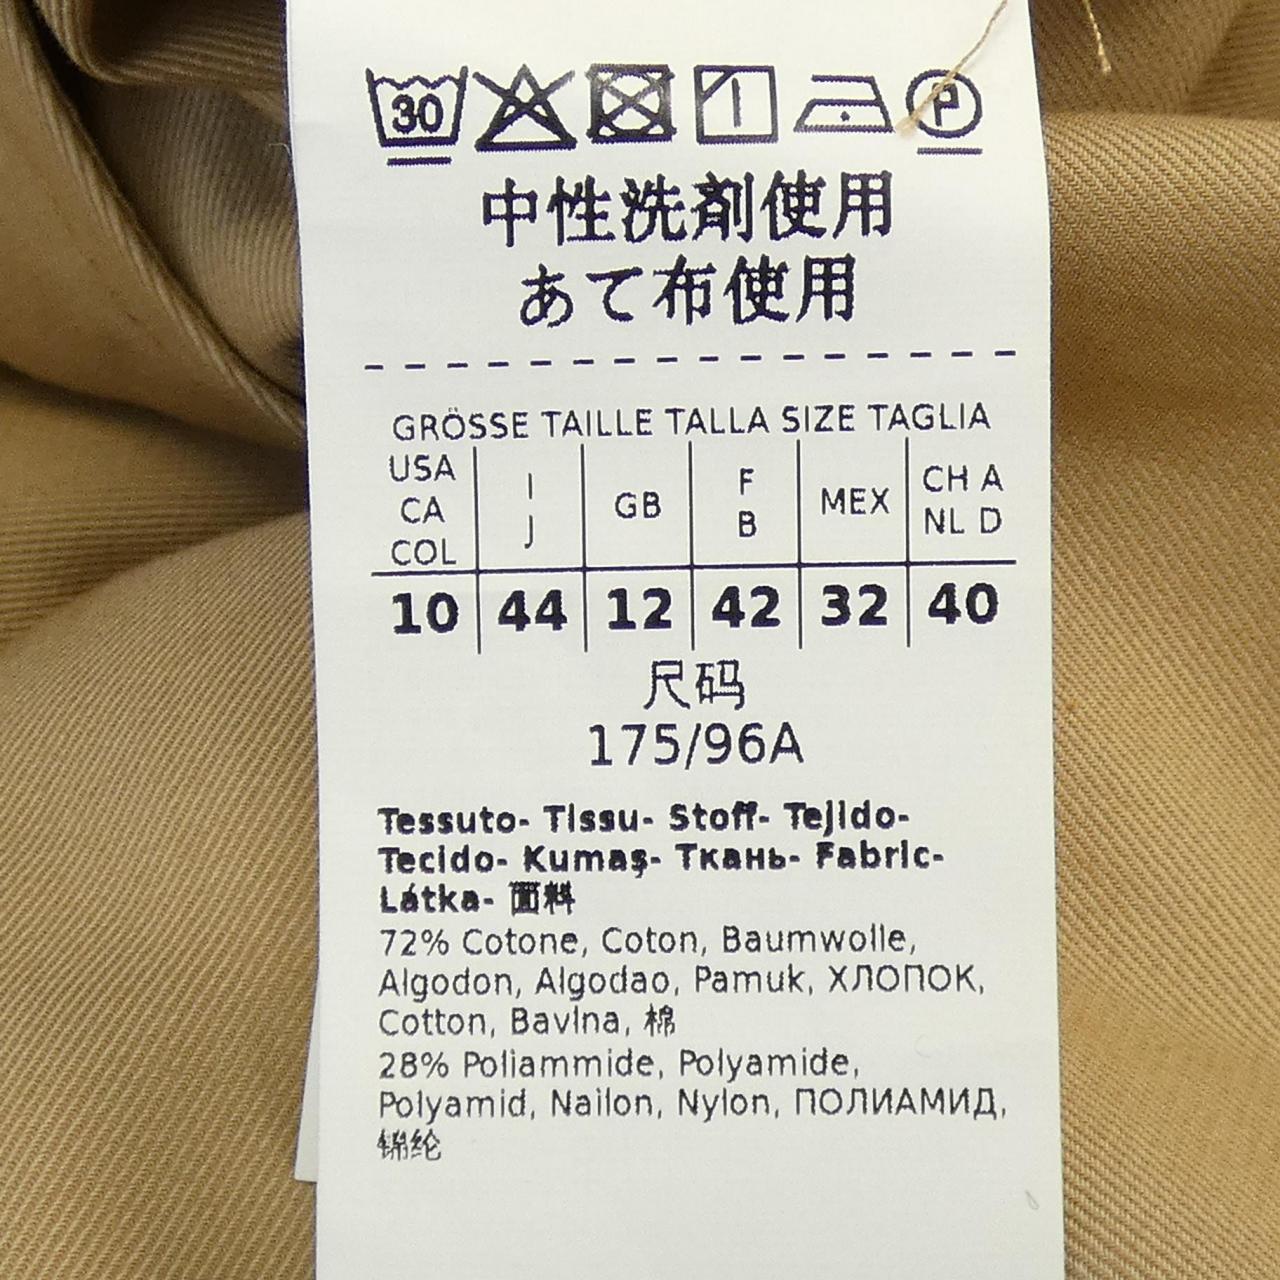 30 P
中性洗剤使用
あて布使用
GRÖSSE TAILLE TALLA SIZE TAGLIA
USA CA COL I J GB F B MEX CH A NL D
10 44 12 42 32 40
尺码
175/96A
Tessuto- Tissu- Stoff- Tejido-
Tecido- Kumaş- Ткань- Fabric-
Látka- 面料
72% Cotone, Coton, Baumwolle,
Algodon, Algodao, Pamuk, ХЛОПОК,
Cotton, Bavlna, 棉
28% Poliammide, Polyamide,
Polyamid, Nailon, Nylon, ПОЛИАМИД,
锦纶